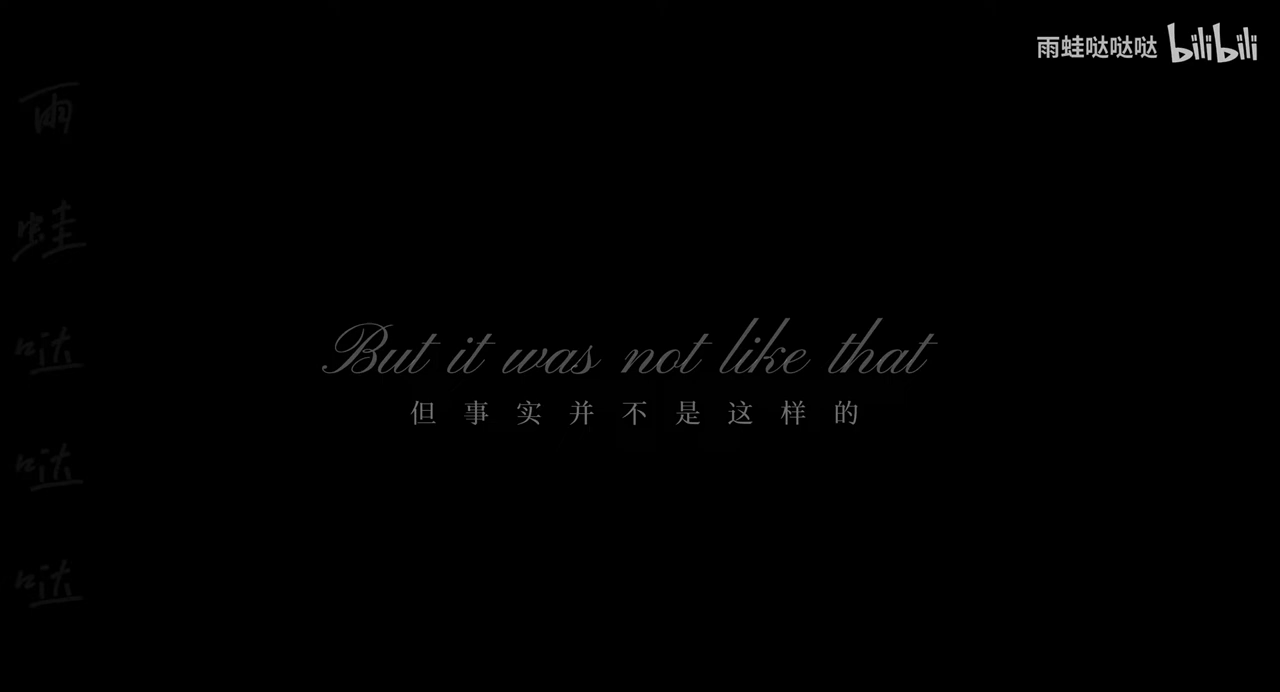 雨蛙哒哒哒 bilibili
雨
蛙
哒
哒
哒
But it was not like that
但事实并不是这样的